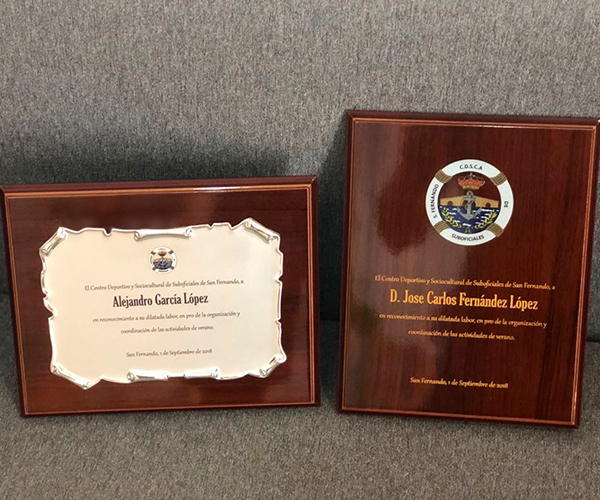 El Centro Deportivo y Sociocultural de Suboficiales de San Fernando, a
Alejandro García López
en reconocimiento a su dilatada labor, en pro de la organización y
coordinación de las actividades de verano.
San Fernando, 1 de Septiembre de 2018
C.D.S.C.A.
DE
SUBOFICIALES
S. FERNANDO
El Centro Deportivo y Sociocultural de Suboficiales de San Fernando, a
D. Jose Carlos Fernández López
en reconocimiento a su dilatada labor, en pro de la organización y
coordinación de las actividades de verano.
San Fernando, 1 de Septiembre de 2018